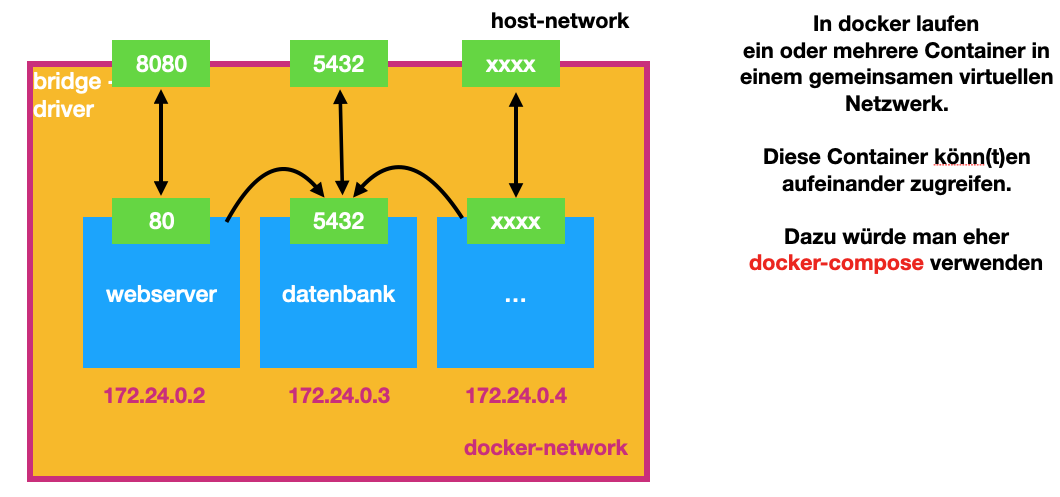 host-network
8080
5432
xxxx
bridge -
driver
80
5432
xxxx
webserver
datenbank
...
172.24.0.2
172.24.0.3
172.24.0.4
docker-network
In docker laufen
ein oder mehrere Container in
einem gemeinsamen virtuellen
Netzwerk.
Diese Container könn(t)en
aufeinander zugreifen.
Dazu würde man eher
docker-compose verwenden